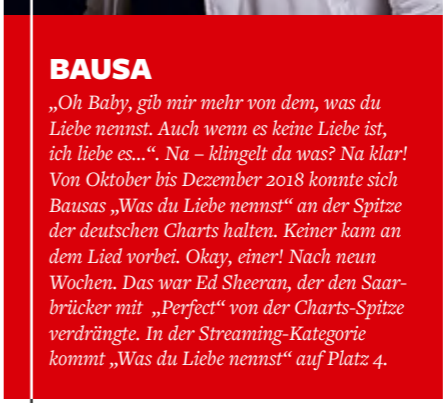 BAUSA
„Oh Baby, gib mir mehr von dem, was du
Liebe nennst. Auch wenn es keine Liebe ist,
ich liebe es...“. Na – klingelt da was? Na klar!
Von Oktober bis Dezember 2018 konnte sich
Bausas „Was du Liebe nennst“ an der Spitze
der deutschen Charts halten. Keiner kam an
dem Lied vorbei. Okay, einer! Nach neun
Wochen. Das war Ed Sheeran, der den Saar-
brücker mit „Perfect“ von der Charts-Spitze
verdrängte. In der Streaming-Kategorie
kommt „Was du Liebe nennst“ auf Platz 4.